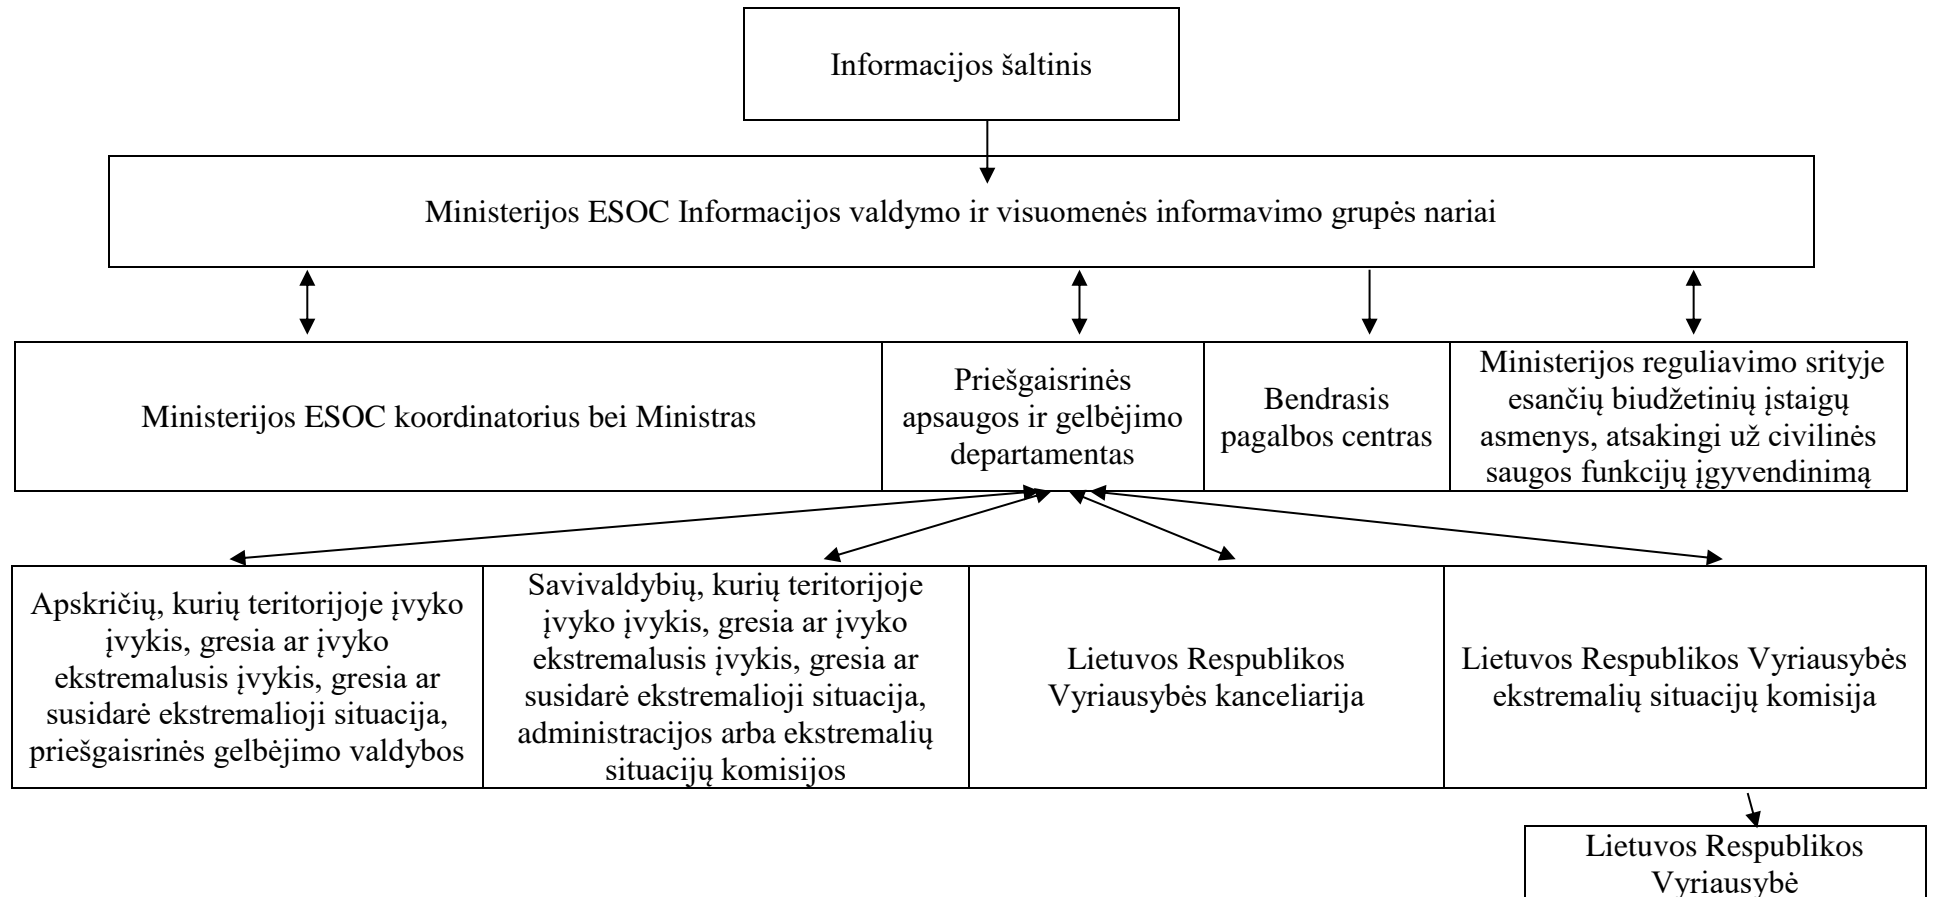 Informacijos šaltinis
Ministerijos ESOC Informacijos valdymo ir visuomenės informavimo grupės nariai
Ministerijos ESOC koordinatorius bei Ministras
Priešgaisrinės
apsaugos ir gelbėjimo
departamentas
Bendrasis
pagalbos centras
Ministerijos reguliavimo srityje
esančių biudžetinių įstaigų
asmenys, atsakingi už civilinės
saugos funkcijų įgyvendinimą
Apskričių, kurių teritorijoje įvyko
įvykis, gresia ar įvyko
ekstremalusis įvykis, gresia ar
susidarė ekstremalioji situacija,
priešgaisrinės gelbėjimo valdybos
Savivaldybių, kurių teritorijoje
įvyko įvykis, gresia ar įvyko
ekstremalusis įvykis, gresia ar
susidarė ekstremalioji situacija,
administracijos arba ekstremalių
situacijų komisijos
Lietuvos Respublikos
Vyriausybės kanceliarija
Lietuvos Respublikos Vyriausybės
ekstremalių situacijų komisija
Lietuvos Respublikos
Vyriausybė